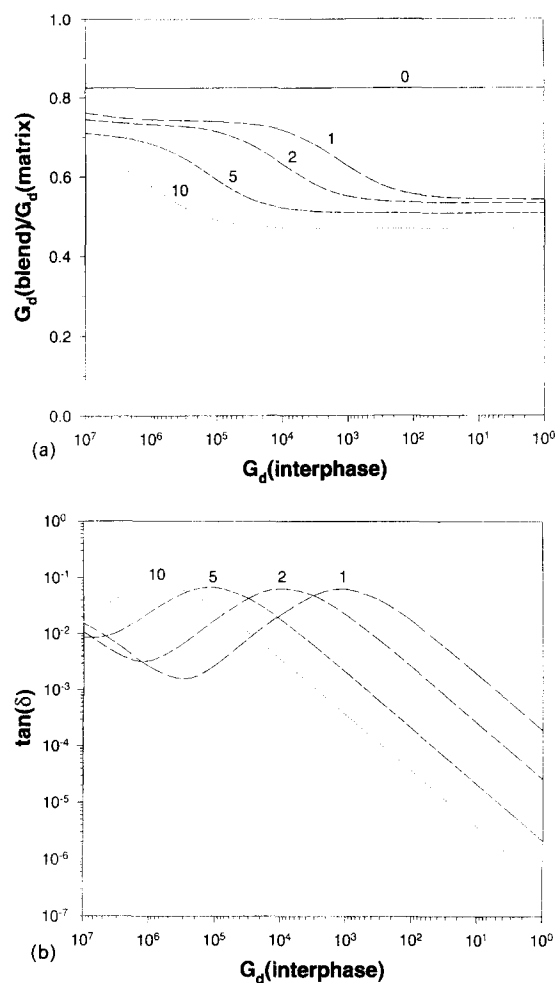 1.0
0.8
0.6
0.4
0.2
0.0
G_d(blend)/G_d(matrix)
0
1
2
5
10
10^7 10^6 10^5 10^4 10^3 10^2 10^1 10^0
(a)
G_d(interphase)
10^0
10^-1
10^-2
10^-3
10^-4
10^-5
10^-6
10^-7
tan(δ)
10 5 2 1
10^7 10^6 10^5 10^4 10^3 10^2 10^1 10^0
(b)
G_d(interphase)